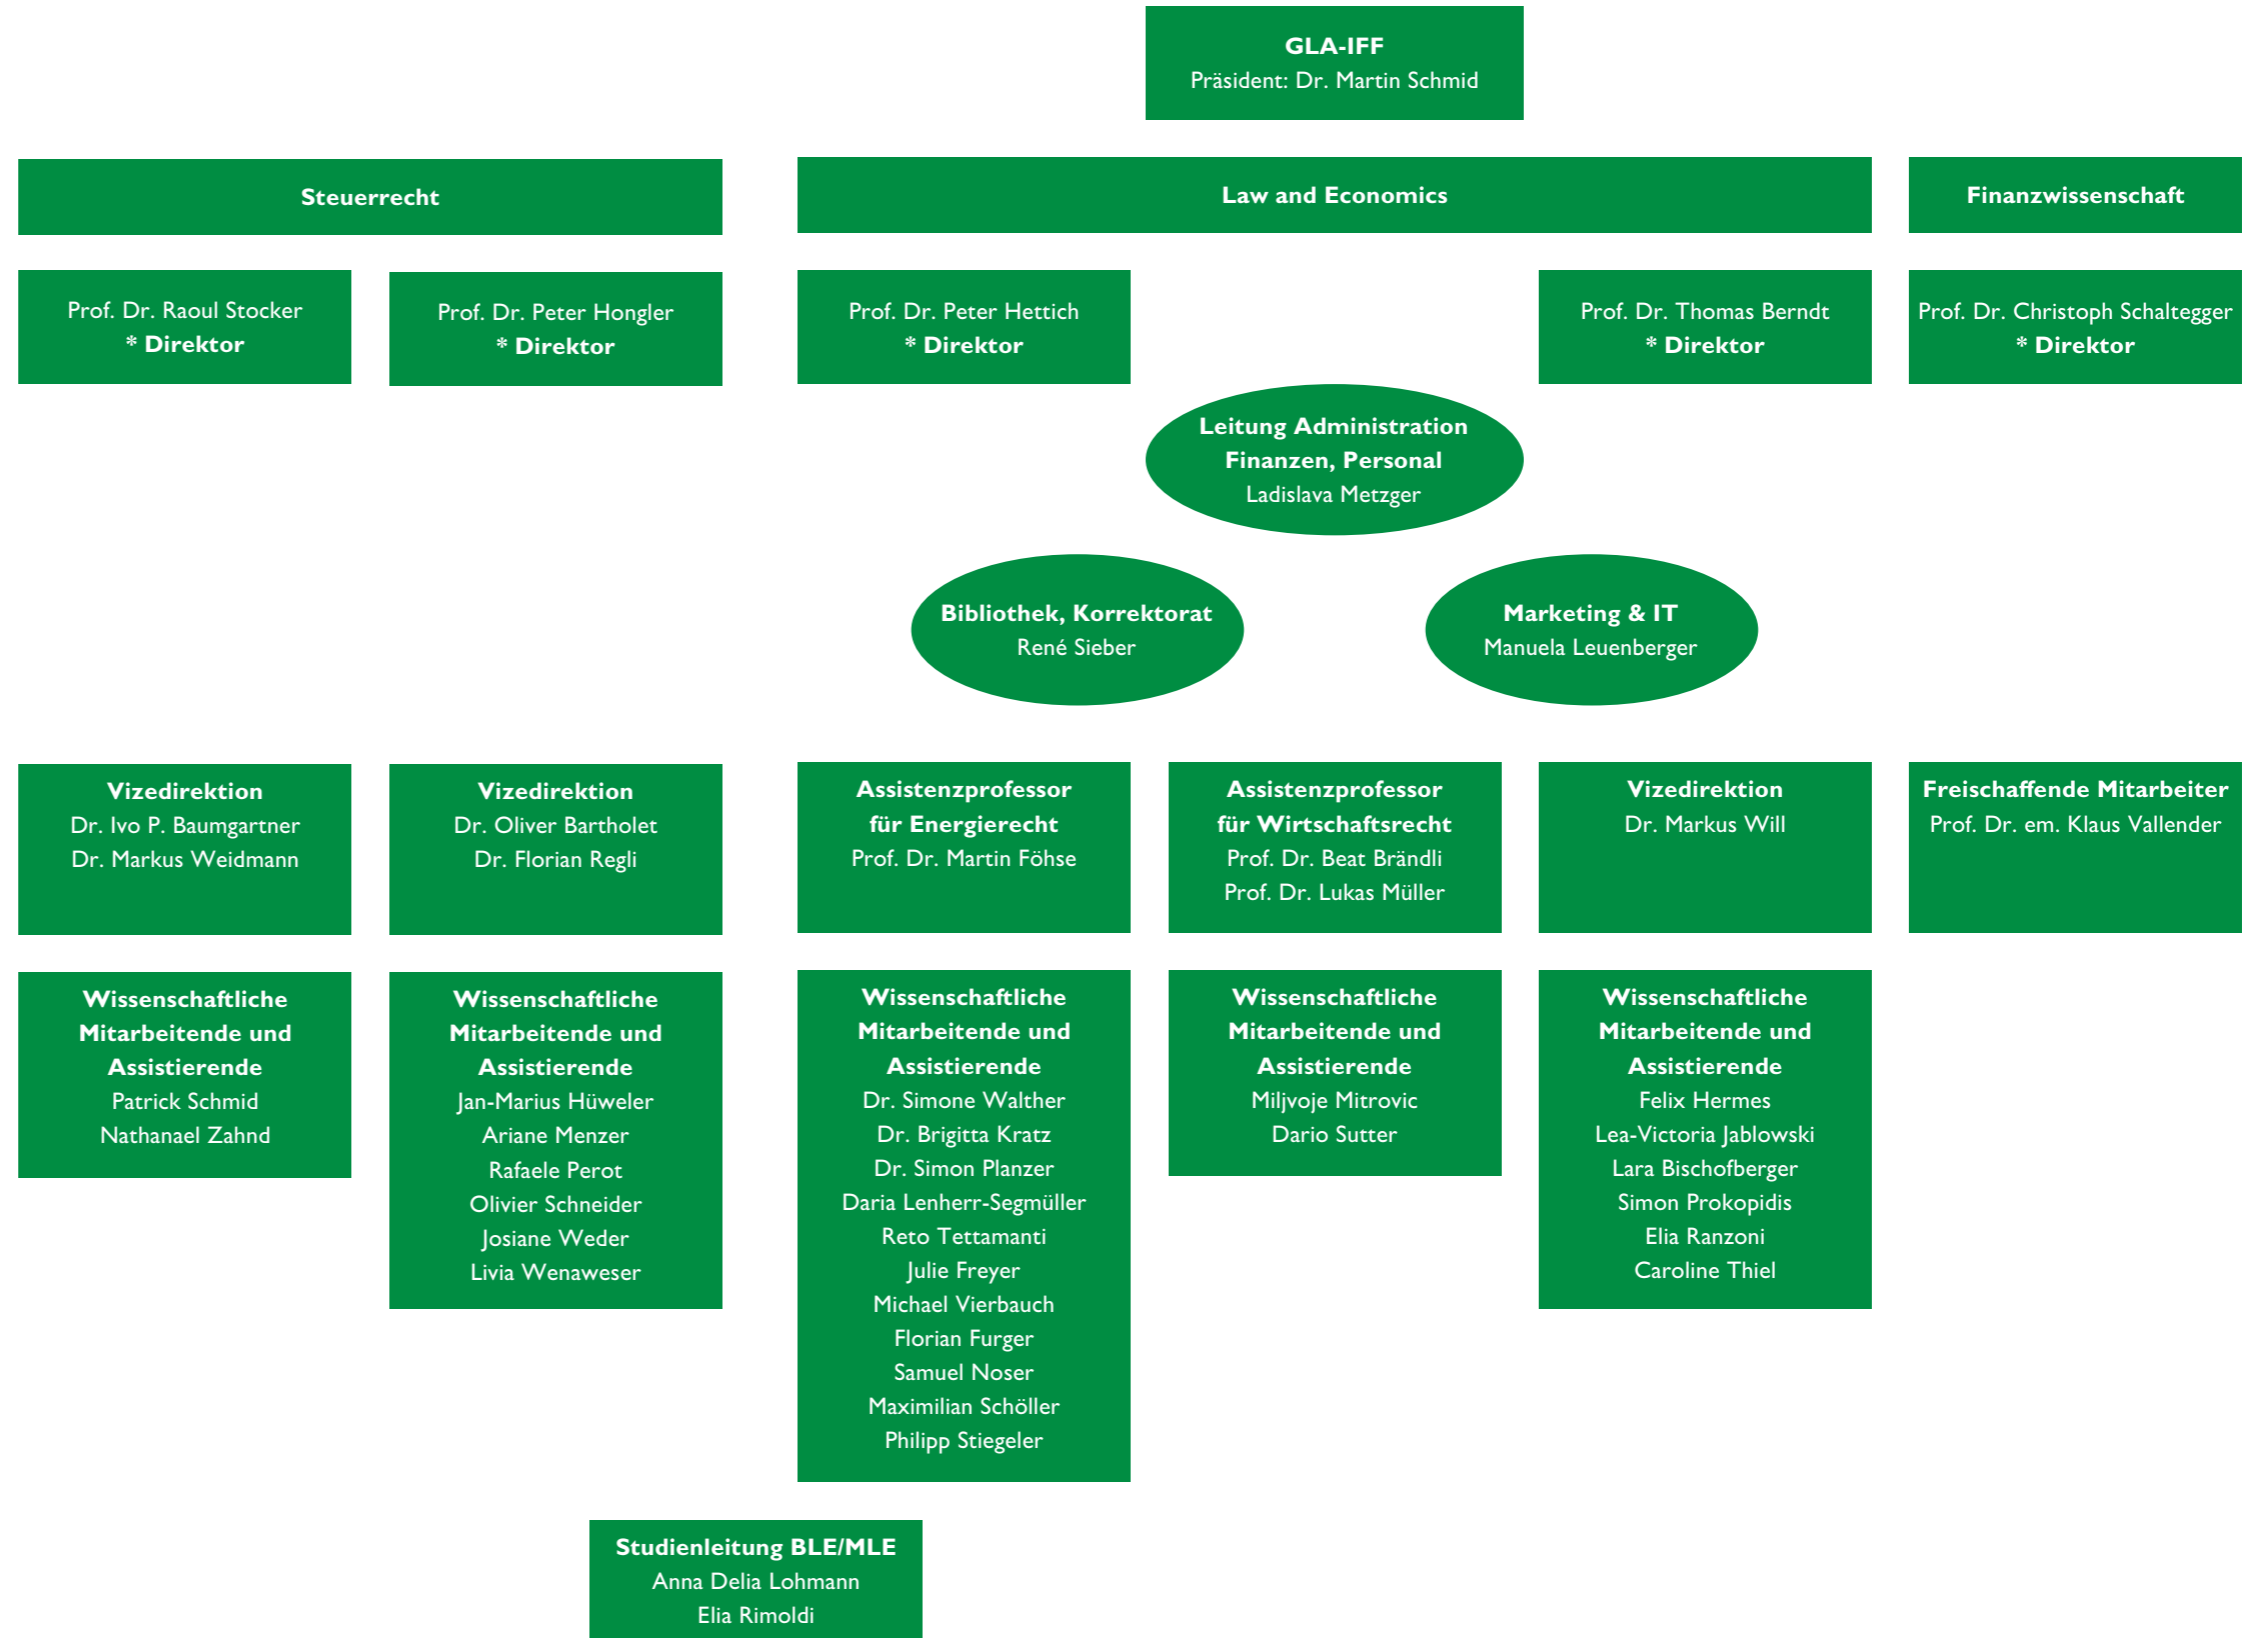 GLA-IFF
Präsident: Dr. Martin Schmid
Steuerrecht
Law and Economics
Finanzwissenschaft
Prof. Dr. Raoul Stocker
* Direktor
Prof. Dr. Peter Hongler
* Direktor
Prof. Dr. Peter Hettich
* Direktor
Prof. Dr. Thomas Berndt
* Direktor
Prof. Dr. Christoph Schaltegger
* Direktor
Leitung Administration
Finanzen, Personal
Ladislava Metzger
Bibliothek, Korrektorat
René Sieber
Marketing & IT
Manuela Leuenberger
Vizedirektion
Dr. Ivo P. Baumgartner
Dr. Markus Weidmann
Vizedirektion
Dr. Oliver Bartholet
Dr. Florian Regli
Assistenzprofessor
für Energierecht
Prof. Dr. Martin Föhse
Assistenzprofessor
für Wirtschaftsrecht
Prof. Dr. Beat Brändli
Prof. Dr. Lukas Müller
Vizedirektion
Dr. Markus Will
Freischaffende Mitarbeiter
Prof. Dr. em. Klaus Vallender
Wissenschaftliche
Mitarbeitende und
Assistierende
Patrick Schmid
Nathanael Zahnd
Wissenschaftliche
Mitarbeitende und
Assistierende
Jan-Marius Hüweler
Ariane Menzer
Rafaele Perot
Olivier Schneider
Josiane Weder
Livia Wenaweser
Wissenschaftliche
Mitarbeitende und
Assistierende
Dr. Simone Walther
Dr. Brigitta Kratz
Dr. Simon Planzer
Daria Lenherr-Segmüller
Reto Tettamanti
Julie Freyer
Michael Vierbauch
Florian Furger
Samuel Noser
Maximilian Schöller
Philipp Stiegeler
Wissenschaftliche
Mitarbeitende und
Assistierende
Miljvoje Mitrovic
Dario Sutter
Wissenschaftliche
Mitarbeitende und
Assistierende
Felix Hermes
Lea-Victoria Jablowski
Lara Bischofberger
Simon Prokopidis
Elia Ranzoni
Caroline Thiel
Studienleitung BLE/MLE
Anna Delia Lohmann
Elia Rimoldi